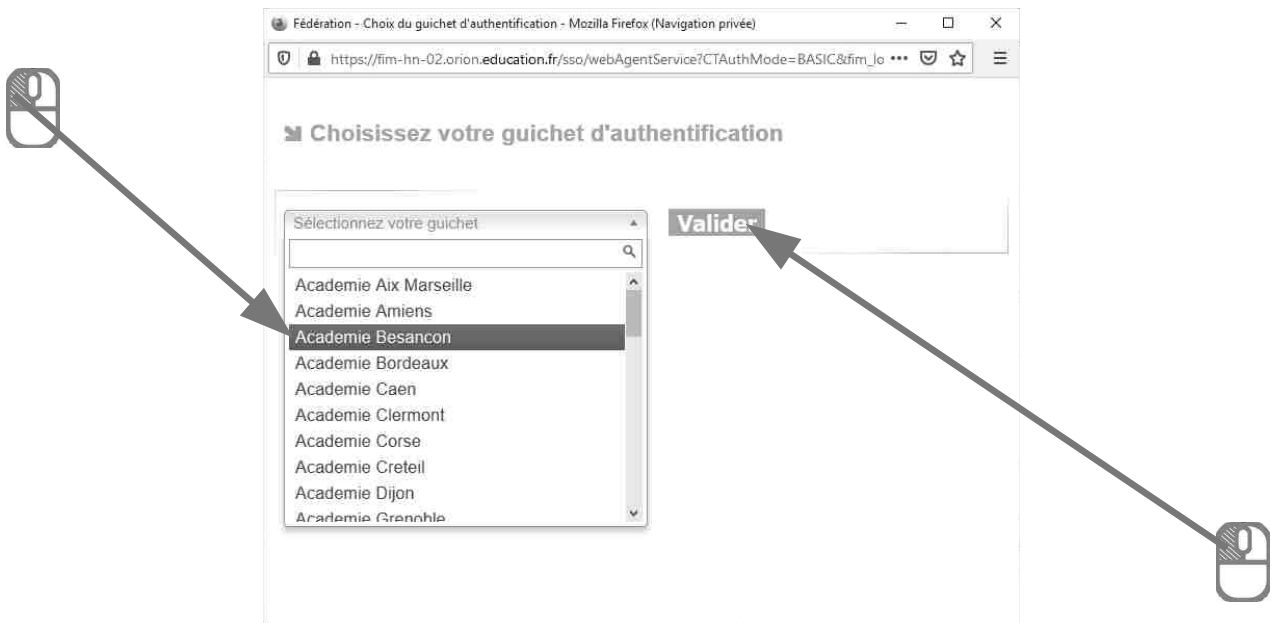 Fédération - Choix du guichet d'authentification - Mozilla Firefox (Navigation privée)
https://fim-hn-02.orion.education.fr/sso/webAgentService?CTAuthMode=BASIC&fim_lo
Choisissez votre guichet d'authentification
Sélectionnez votre guichet
Valider
Academie Aix Marseille
Academie Amiens
Academie Besancon
Academie Bordeaux
Academie Caen
Academie Clermont
Academie Corse
Academie Creteil
Academie Dijon
Academie Grenoble